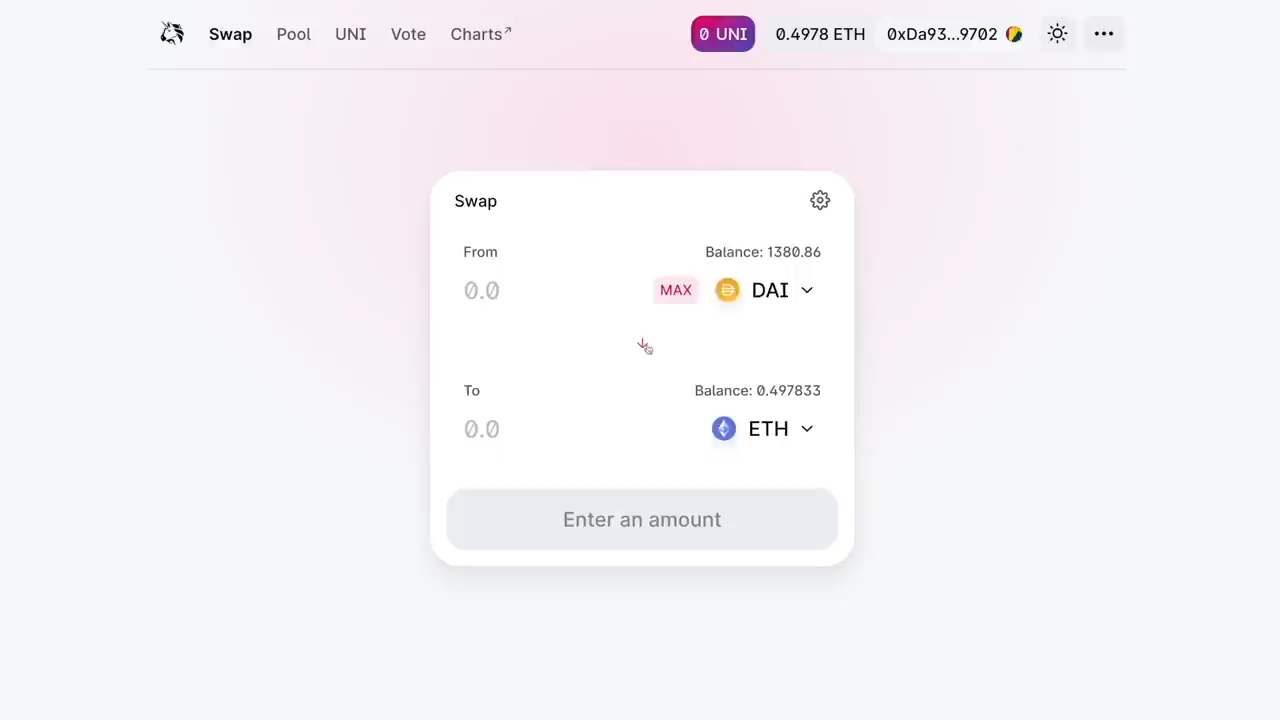 Swap Pool UNI Vote Charts↗ 0 UNI 0.4978 ETH 0xDa93...9702
Swap
From Balance: 1380.86
0.0 MAX DAI
To Balance: 0.497833
0.0 ETH
Enter an amount